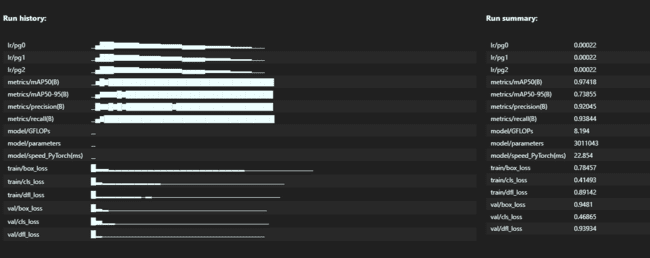 Run history:
Run summary:
lr/pg0
lr/pg0 0.00022
lr/pg1
lr/pg1 0.00022
lr/pg2
lr/pg2 0.00022
metrics/mAP50(B)
metrics/mAP50(B) 0.97418
metrics/mAP50-95(B)
metrics/mAP50-95(B) 0.73855
metrics/precision(B)
metrics/precision(B) 0.92045
metrics/recall(B)
metrics/recall(B) 0.93844
model/GFLOPs
model/GFLOPs 8.194
model/parameters
model/parameters 3011043
model/speed_PyTorch(ms)
model/speed_PyTorch(ms) 22.854
train/box_loss
train/box_loss 0.78457
train/cls_loss
train/cls_loss 0.41493
train/dfl_loss
train/dfl_loss 0.89142
val/box_loss
val/box_loss 0.9481
val/cls_loss
val/cls_loss 0.46865
val/dfl_loss
val/dfl_loss 0.93934